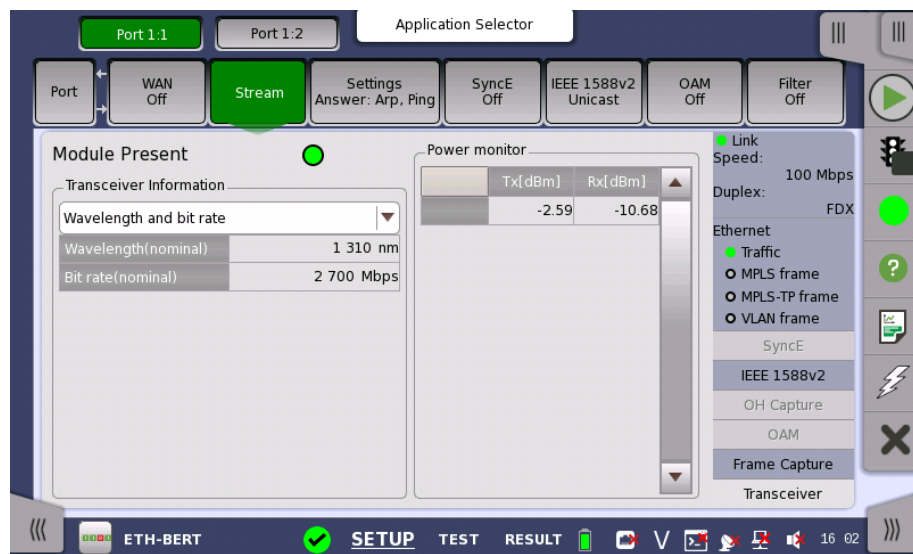 Port 1:1
Port 1:2
Application Selector
Port
WAN
Off
Stream
Settings
Answer: Arp, Ping
SyncE
Off
IEEE 1588v2
Unicast
OAM
Off
Filter
Off
Module Present
Transceiver Information
Wavelength and bit rate
Wavelength(nominal)
1 310 nm
Bit rate(nominal)
2 700 Mbps
Power monitor
Tx[dBm]
Rx[dBm]
-2.59
-10.68
Link
Speed:
100 Mbps
Duplex:
FDX
Ethernet
Traffic
MPLS frame
MPLS-TP frame
VLAN frame
SyncE
IEEE 1588v2
OH Capture
OAM
Frame Capture
Transceiver
ETH-BERT
SETUP
TEST
RESULT
V
16 02